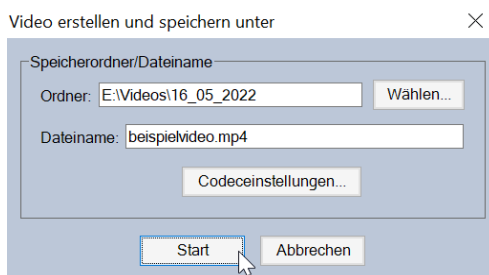 Video erstellen und speichern unter
Speicherordner/Dateiname
Ordner: E:\Videos\16_05_2022 Wählen...
Dateiname: beispielvideo.mp4
Codeceinstellungen...
Start Abbrechen